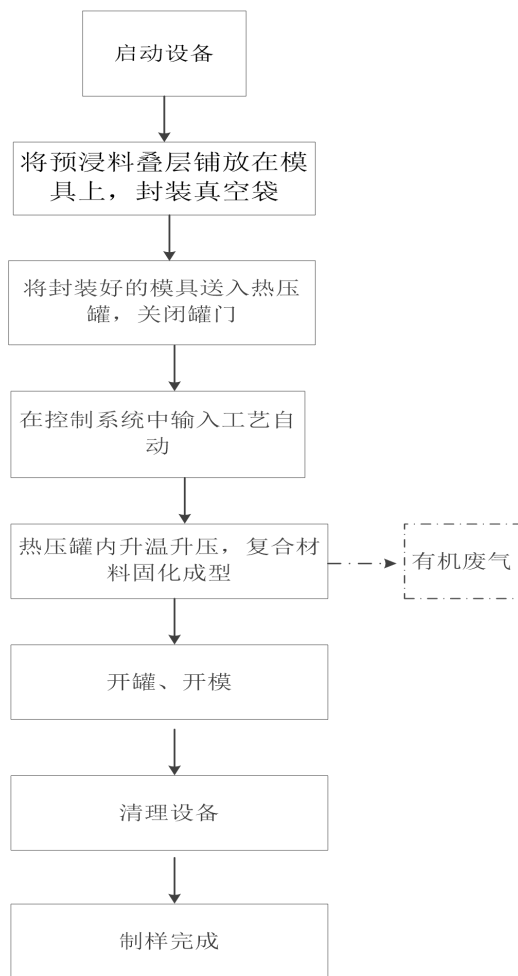 启动设备
将预浸料叠层铺放在模
具上，封装真空袋
将封装好的模具送入热压
罐，关闭罐门
在控制系统中输入工艺自
动
热压罐内升温升压，复合材
料固化成型
有机废气
开罐、开模
清理设备
制样完成